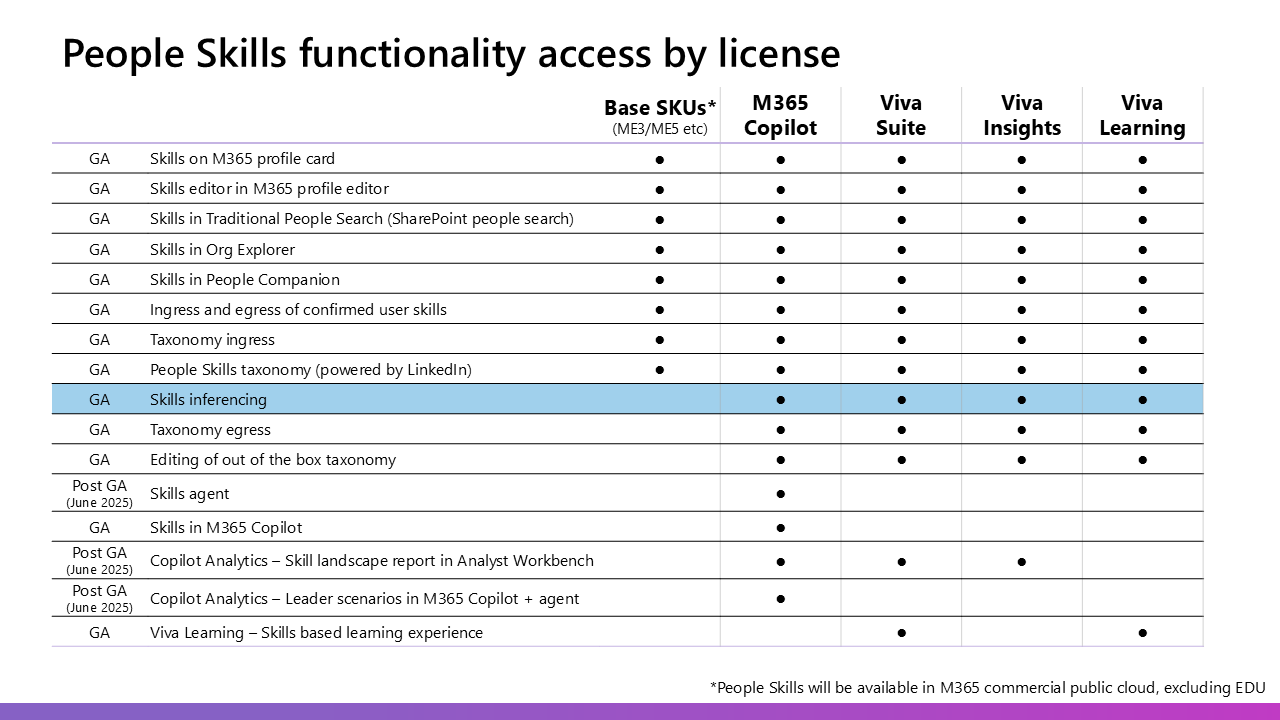 People Skills functionality access by license
Base SKUs*
(ME3/ME5 etc)
M365
Copilot
Viva
Suite
Viva
Insights
Viva
Learning
GA Skills on M365 profile card ● ● ● ● ●
GA Skills editor in M365 profile editor ● ● ● ● ●
GA Skills in Traditional People Search (SharePoint people search) ● ● ● ● ●
GA Skills in Org Explorer ● ● ● ● ●
GA Skills in People Companion ● ● ● ● ●
GA Ingress and egress of confirmed user skills ● ● ● ● ●
GA Taxonomy ingress ● ● ● ● ●
GA People Skills taxonomy (powered by LinkedIn) ● ● ● ● ●
GA Skills inferencing ● ● ● ●
GA Taxonomy egress ● ● ● ●
GA Editing of out of the box taxonomy ● ● ● ●
Post GA
(June 2025)
Skills agent ●
GA Skills in M365 Copilot ●
Post GA
(June 2025)
Copilot Analytics – Skill landscape report in Analyst Workbench ● ● ●
Post GA
(June 2025)
Copilot Analytics – Leader scenarios in M365 Copilot + agent ●
GA Viva Learning – Skills based learning experience ● ●
*People Skills will be available in M365 commercial public cloud, excluding EDU